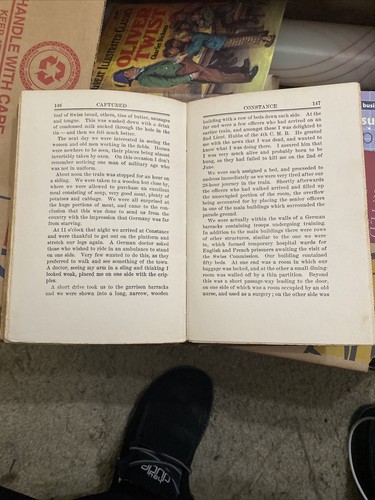 HANDLE WITH CARE
146 CAPTURED
loaf of Swiss bread, others, tins of butter, sausages
and tongue. This was washed down with a drink
of condensed milk sucked through the hole in the
tin — and then we felt much better.
The next day we were interested in seeing the
women and old men working in the fields. Horses
were nowhere to be seen, their places being almost
invariably taken by oxen. On this occasion I don't
remember noticing one man of military age who
was not in uniform.
About noon the train was stopped for an hour on
a siding. We were taken to a wooden hut close by,
where we were allowed to purchase an excellent
meal consisting of soup, very good meat, and mashed
potatoes and cabbage. We were all surprised at
the huge portions of meat, and came to the con-
clusion that this was done to send us from the
country with the impression that Germany was far
from starving.
At 11 o'clock that night we arrived at Constance
and were thankful to get out on the platform and
stretch our legs again. A German doctor asked
those who wished to ride in an ambulance to stand
on one side. Very few wanted to do this, as they
preferred to walk and see something of the town.
A doctor, seeing my arm in a sling and thinking I
looked weak, placed me on one side with the crip-
ples.
A short drive took us to the garrison barracks
and we were shown into a long, narrow, wooden
CONSTANCE 147
building with a row of beds down each side. At the
far end were a few officers who had arrived on an
earlier train, and amongst these I was delighted to
find Lieut. Hubbs of the 4th C. M. R. He greeted
me with the news that I was dead, and wanted to
know what I was doing there. I assured him that
I was very much alive and probably born to be
hung, as they had failed to kill me on the 2nd of
June.
We were each assigned a bed, and proceeded to
undress immediately as we were very tired after our
28-hour journey in the train. Shortly afterwards
the officers who had walked arrived and filled up
the unoccupied portion of the room, the overflow
being accounted for by placing the senior officers
in one of the main buildings which surrounded the
parade ground.
We were actually within the walls of a German
barracks containing troops undergoing training.
In addition to the main buildings there were rows
of other structures, similar to the one we were
in, which formed temporary hospital wards for
English and French prisoners awaiting the visit of
the Swiss Commission. Our building contained
fifty beds. At one end was a room in which our
baggage was locked, and at the other a small dining-
room was walled off by a thin partition. Beyond
this was a short passage-way leading to the door,
on one side of which was a room occupied by an old
nurse, and used as a surgery; on the other side was